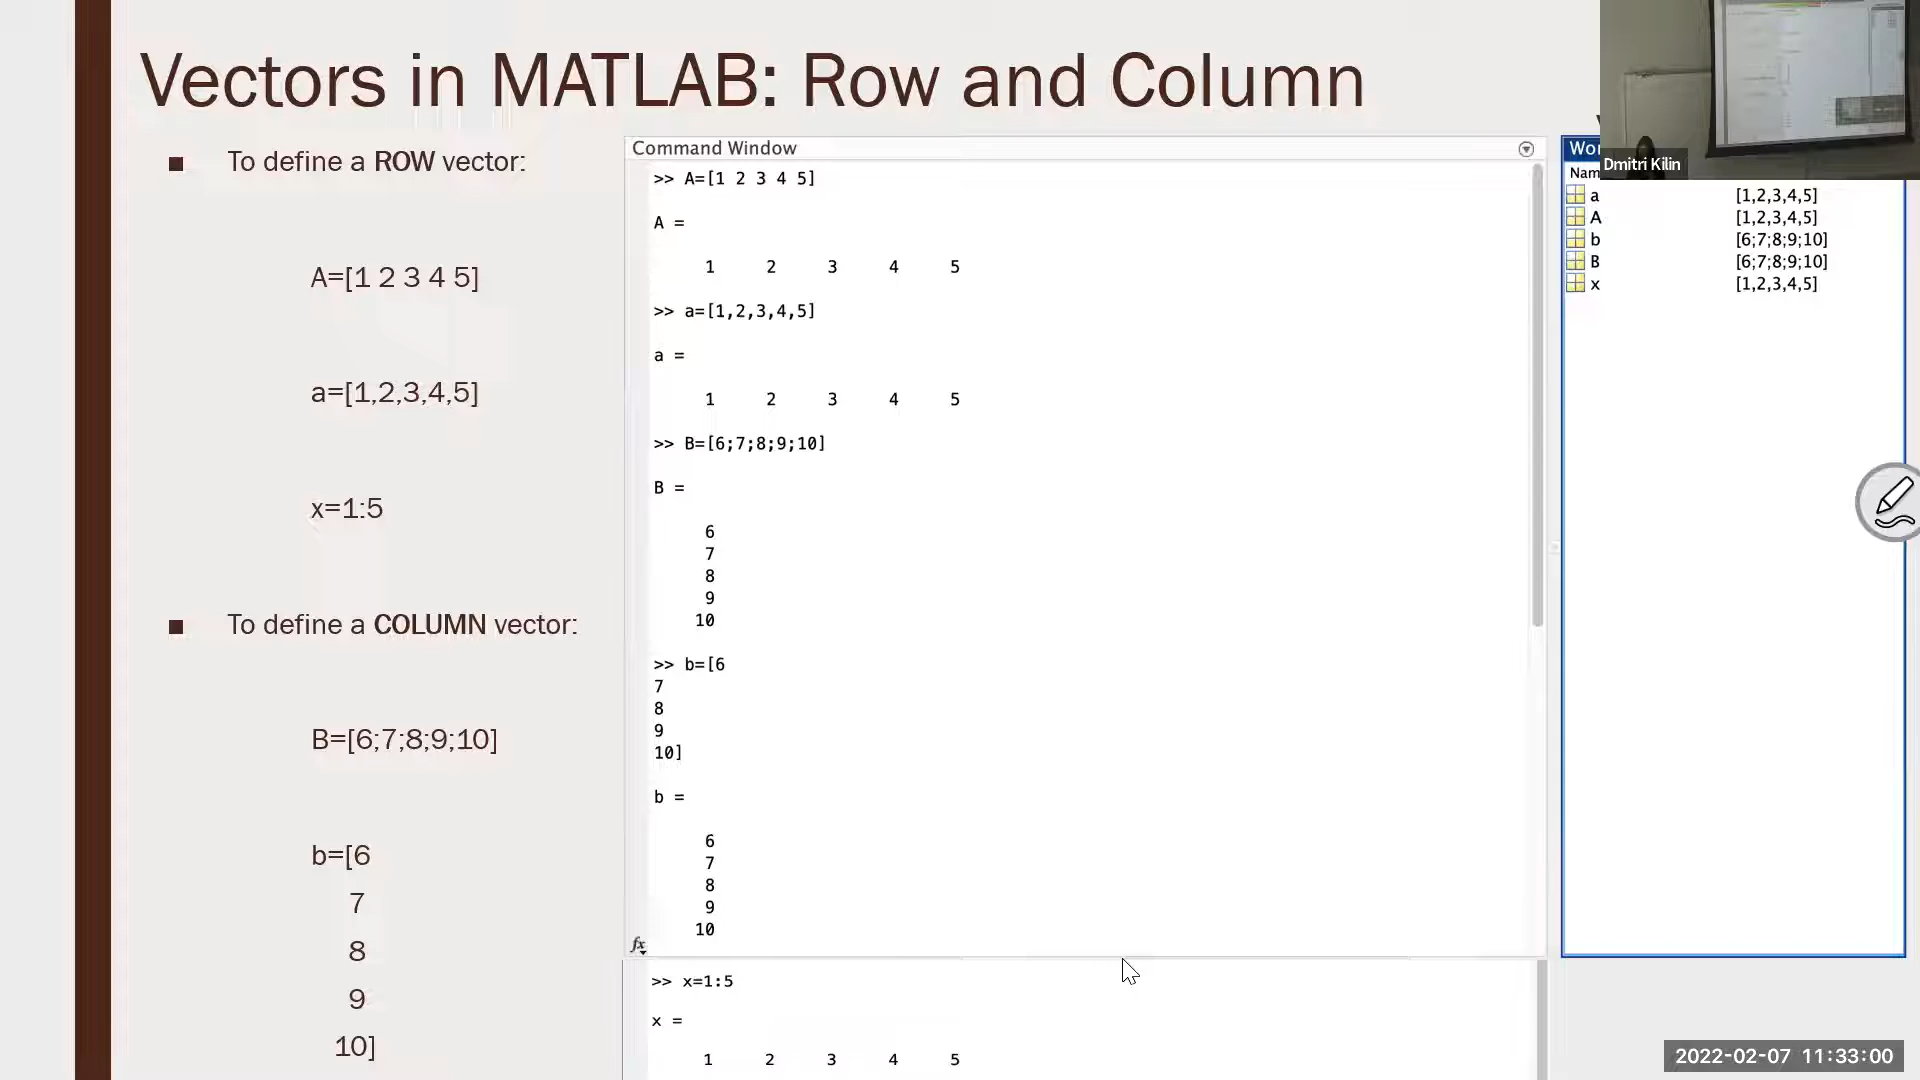 Vectors in MATLAB: Row and Column
■ To define a ROW vector:
A=[1 2 3 4 5]
a=[1,2,3,4,5]
x=1:5
■ To define a COLUMN vector:
B=[6;7;8;9;10]
b=[6
7
8
9
10]
Command Window
>> A=[1 2 3 4 5]
A =
1 2 3 4 5
>> a=[1,2,3,4,5]
a =
1 2 3 4 5
>> B=[6;7;8;9;10]
B =
6
7
8
9
10
>> b=[6
7
8
9
10]
b =
6
7
8
9
10
fx
>> x=1:5
x =
1 2 3 4 5
Dmitri Kilin
a [1,2,3,4,5]
A [1,2,3,4,5]
b [6;7;8;9;10]
B [6;7;8;9;10]
x [1,2,3,4,5]
2022-02-07 11:33:00